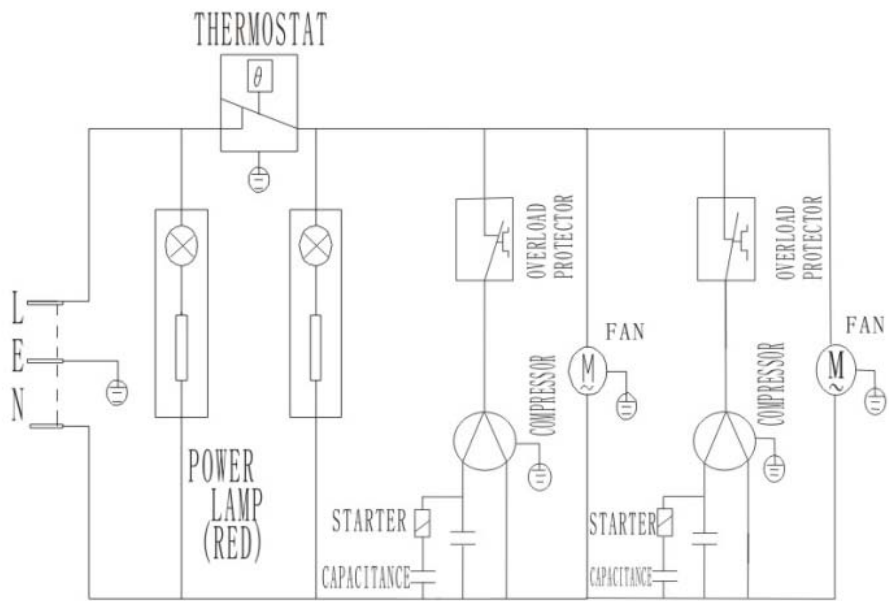 THERMOSTAT
θ
L
E
N
POWER
LAMP
(RED)
OVERLOAD
PROTECTOR
COMPRESSOR
STARTER
CAPACITANCE
FAN
M
~
OVERLOAD
PROTECTOR
COMPRESSOR
STARTER
CAPACITANCE
FAN
M
~